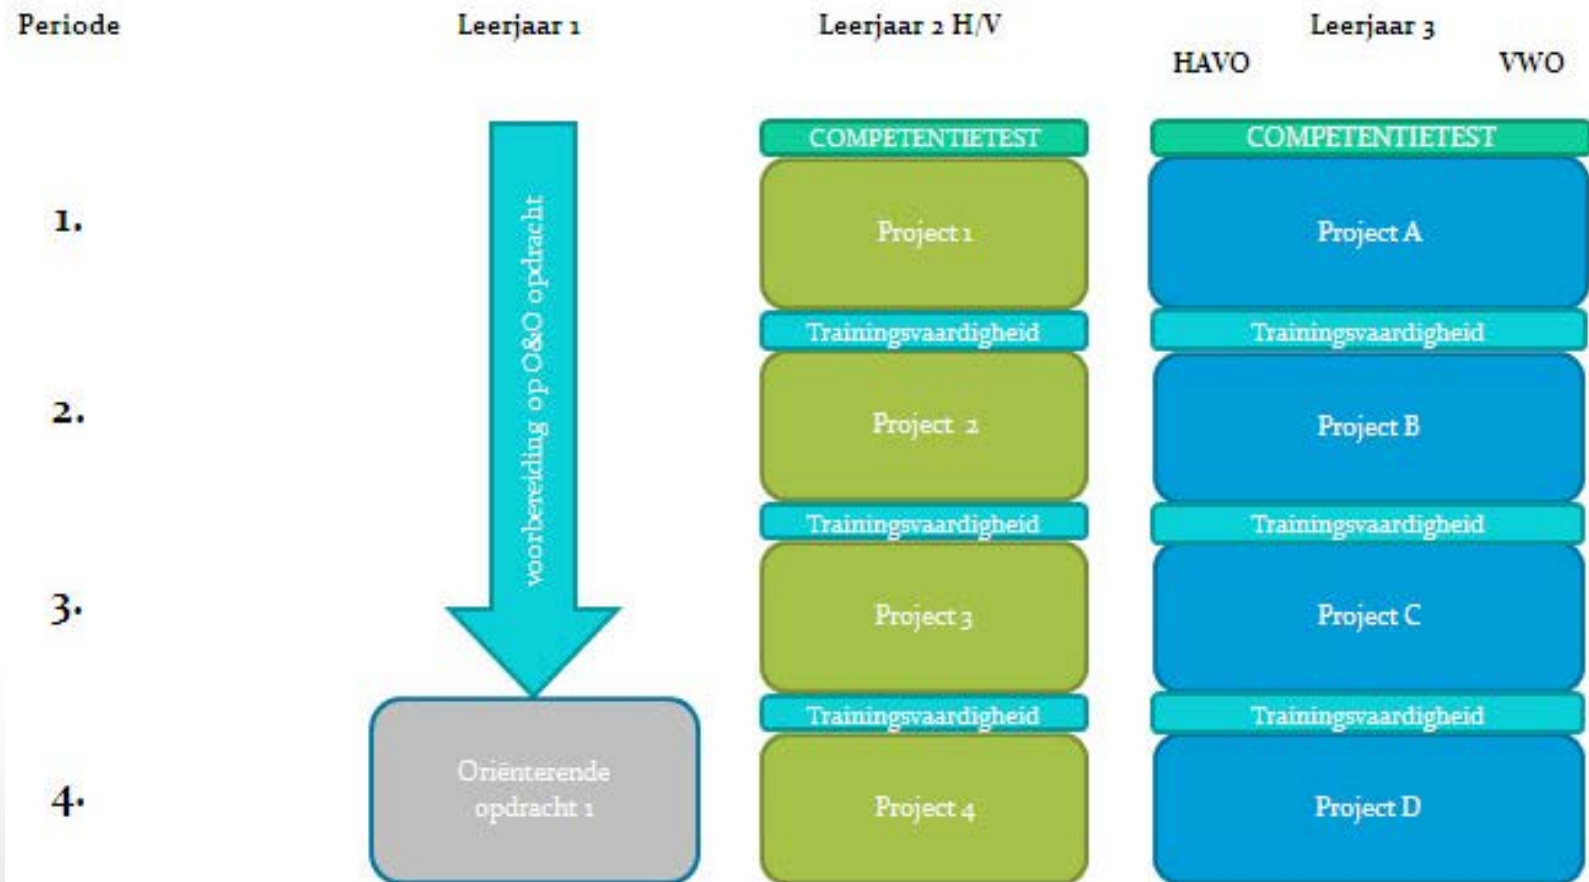 Periode
Leerjaar 1
Leerjaar 2 H/V
Leerjaar 3
HAVO
VWO
COMPETENTIETEST
COMPETENTIETEST
1.
voorbereiding op O&O opdracht
Project 1
Project A
Trainingsvaardigheid
Trainingsvaardigheid
2.
Project 2
Project B
Trainingsvaardigheid
Trainingsvaardigheid
3.
Project 3
Project C
Trainingsvaardigheid
Trainingsvaardigheid
4.
Oriënterende
opdracht 1
Project 4
Project D